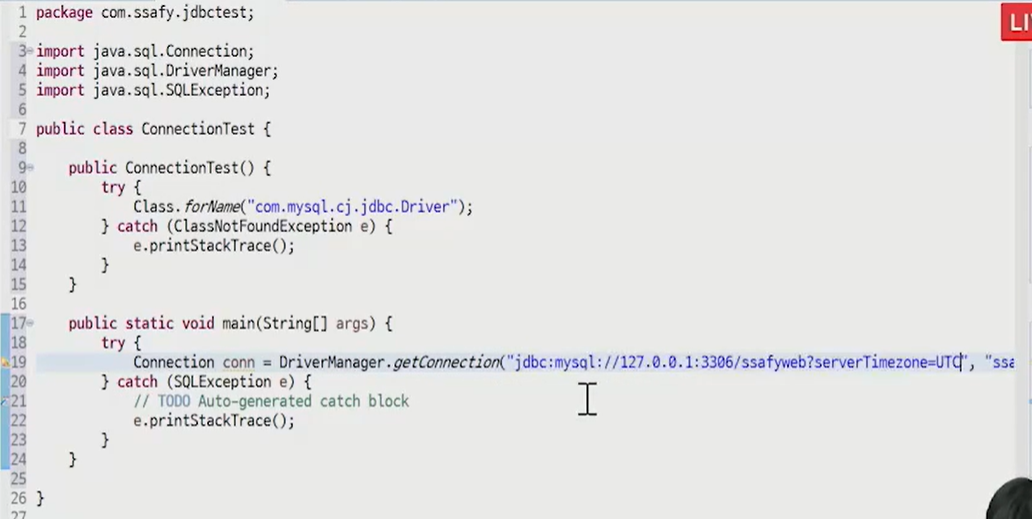 1 package com.ssafy.jdbctest;
2
3 import java.sql.Connection;
4 import java.sql.DriverManager;
5 import java.sql.SQLException;
6
7 public class ConnectionTest {
8
9 public ConnectionTest() {
10 try {
11 Class.forName("com.mysql.cj.jdbc.Driver");
12 } catch (ClassNotFoundException e) {
13 e.printStackTrace();
14 }
15 }
16
17 public static void main(String[] args) {
18 try {
19 Connection conn = DriverManager.getConnection("jdbc:mysql://127.0.0.1:3306/ssafyweb?serverTimezone=UTC", "ssa
20 } catch (SQLException e) {
21 // TODO Auto-generated catch block
22 e.printStackTrace();
23 }
24 }
25
26 }
27
LI